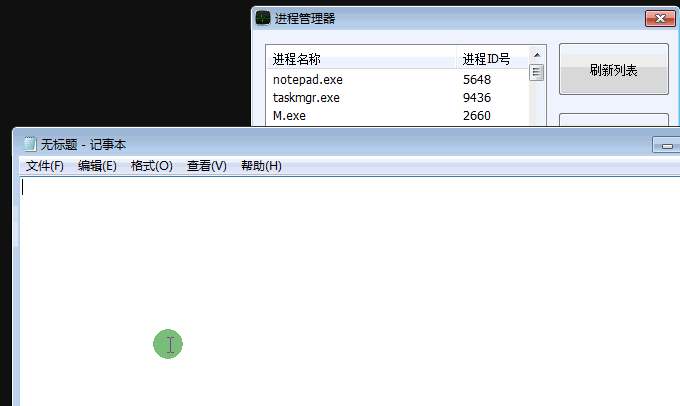 进程管理器
进程名称 进程ID号
notepad.exe 5648
taskmgr.exe 9436
M.exe 2660
刷新列表
无标题 - 记事本
文件(F) 编辑(E) 格式(O) 查看(V) 帮助(H)